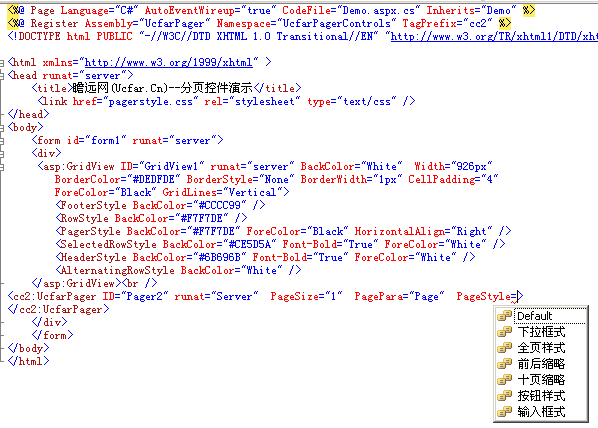 <%@ Page Language="C#" AutoEventWireup="true" CodeFile="Demo.aspx.cs" Inherits="Demo" %>
<%@ Register Assembly="UcfarPager" Namespace="UcfarPagerControls" TagPrefix="cc2" %>
<!DOCTYPE html PUBLIC "-//W3C//DTD XHTML 1.0 Transitional//EN" "http://www.w3.org/TR/xhtml1/DTD/xht
<html xmlns="http://www.w3.org/1999/xhtml" >
<head runat="server">
<title>瞻远网(Ucfar.Cn)--分页控件演示</title>
<link href="pagerstyle.css" rel="stylesheet" type="text/css" />
</head>
<body>
<form id="form1" runat="server">
<div>
<asp:GridView ID="GridView1" runat="server" BackColor="White" Width="926px"
BorderColor="#DEDFDE" BorderStyle="None" BorderWidth="1px" CellPadding="4"
ForeColor="Black" GridLines="Vertical">
<FooterStyle BackColor="#CCCC99" />
<RowStyle BackColor="#F7F7DE" />
<PagerStyle BackColor="#F7F7DE" ForeColor="Black" HorizontalAlign="Right" />
<SelectedRowStyle BackColor="#CE5D5A" Font-Bold="True" ForeColor="White" />
<HeaderStyle BackColor="#6B696B" Font-Bold="True" ForeColor="White" />
<AlternatingRowStyle BackColor="White" />
</asp:GridView><br />
<cc2:UcfarPager ID="Pager2" runat="Server" PageSize="1" PagePara="Page" PageStyle=>
</cc2:UcfarPager>
</div>
</form>
</body>
</html>
Default
下拉框式
全页样式
前后缩略
十页缩略
按钮样式
输入框式